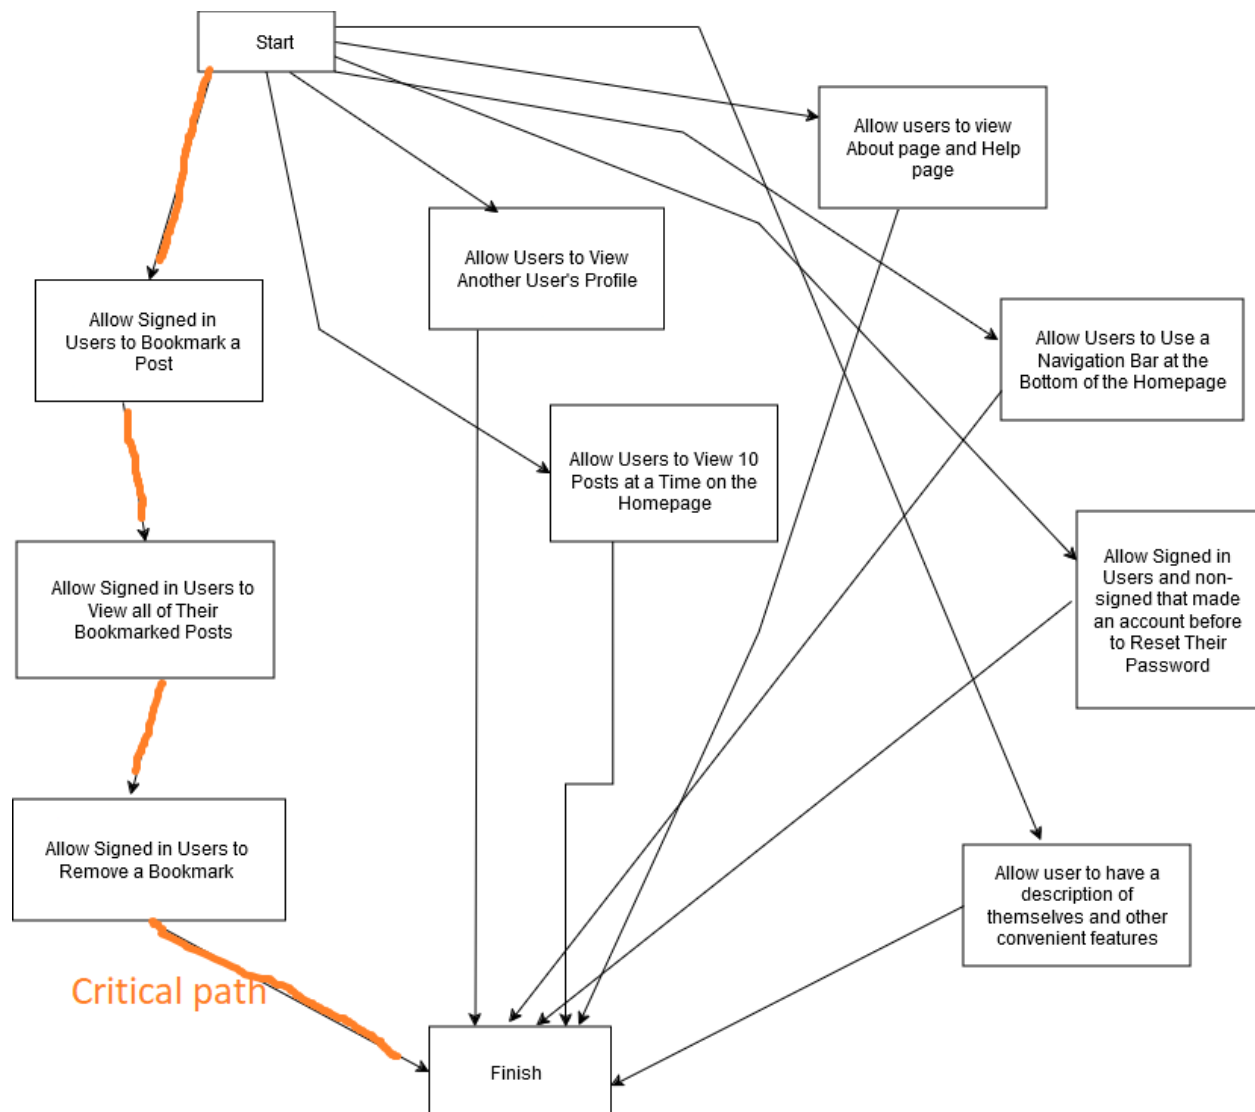 Start
Allow users to view
About page and Help
page
Allow Users to View
Another User's Profile
Allow Signed in
Users to Bookmark a
Post
Allow Users to Use a
Navigation Bar at the
Bottom of the Homepage
Allow Users to View 10
Posts at a Time on the
Homepage
Allow Signed in Users to
View all of Their
Bookmarked Posts
Allow Signed in
Users and non-
signed that made
an account before
to Reset Their
Password
Allow Signed in Users to
Remove a Bookmark
Allow user to have a
description of
themselves and other
convenient features
Critical path
Finish